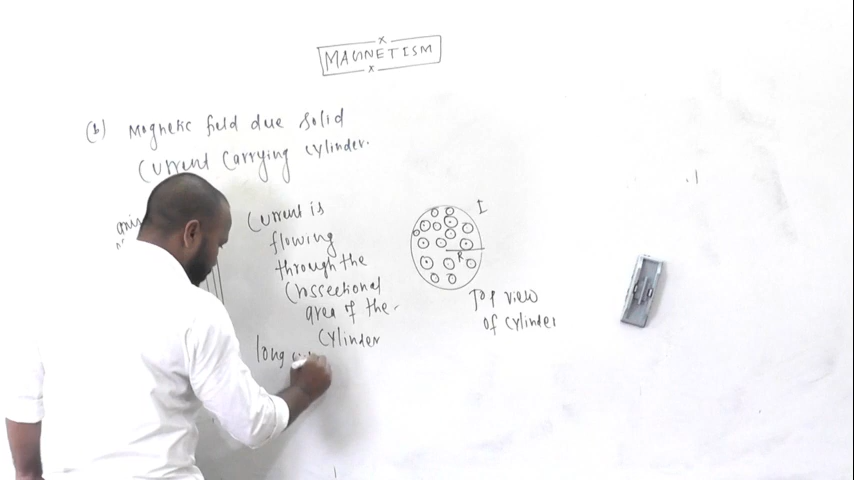 MAGNETISM
(b) Magnetic field due solid
Current Carrying cylinder.
Current is
flowing
through the
Crossectional
area of the
Cylinder
long
I
R
Top view
of cylinder